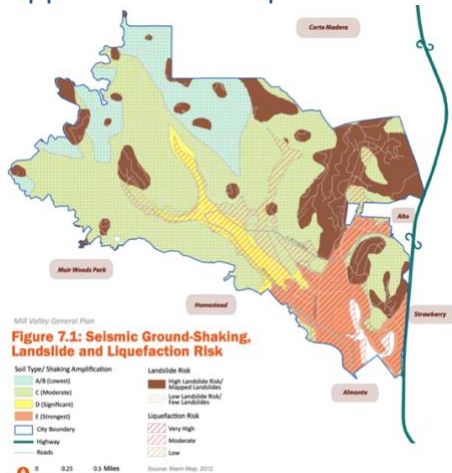 Corte Madera
Alto
Muir Woods Park
Homestead
Strawberry
Almonte
Mill Valley General Plan
Figure 7.1: Seismic Ground-Shaking,
Landslide and Liquefaction Risk
Soil Type/ Shaking Amplification
A/B (Lowest)
C (Moderate)
D (Significant)
E (Strongest)
City Boundary
Highway
Roads
0 0.25 0.5 Miles
Landslide Risk
High Landslide Risk/
Mapped Landslides
Low Landslide Risk/
Few Landslides
Liquefaction Risk
Very High
Moderate
Low
Source: Marin Map, 2012